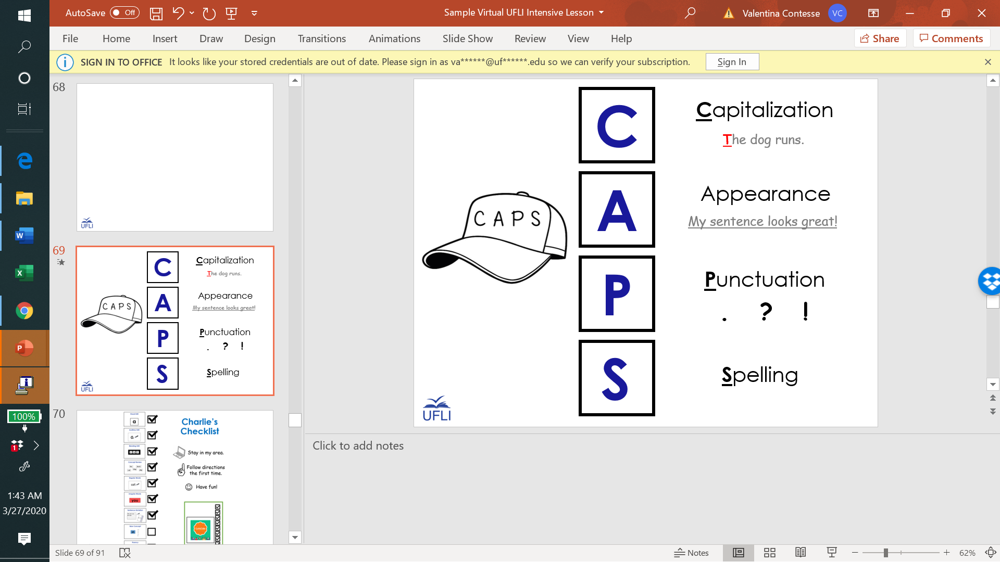 AutoSave Off
Sample Virtual UFLI Intensive Lesson
Valentina Contesse VC
File Home Insert Draw Design Transitions Animations Slide Show Review View Help
Share Comments
SIGN IN TO OFFICE It looks like your stored credentials are out of date. Please sign in as va******@uf******.edu so we can verify your subscription. Sign In
68
UFLI
69
CAPS
C Capitalization
The dog runs.
A Appearance
My sentence looks great!
P Punctuation
. ? !
S Spelling
UFLI
70
Charlie's
Checklist
Stay in my area.
Follow directions
the first time.
Have fun!
a
cat
you
CAPS
C Capitalization
The dog runs.
A Appearance
My sentence looks great!
P Punctuation
. ? !
S Spelling
UFLI
Click to add notes
100%
1
1:43 AM
3/27/2020
Slide 69 of 91
Notes
62%